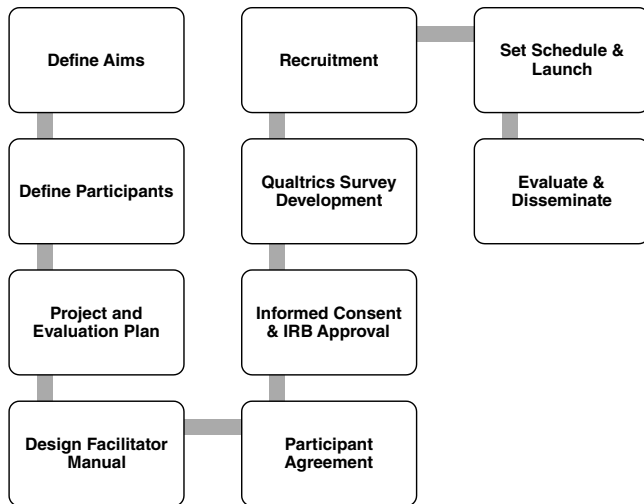 Define Aims
Define Participants
Project and
Evaluation Plan
Design Facilitator
Manual
Participant
Agreement
Informed Consent
& IRB Approval
Qualtrics Survey
Development
Recruitment
Set Schedule &
Launch
Evaluate &
Disseminate